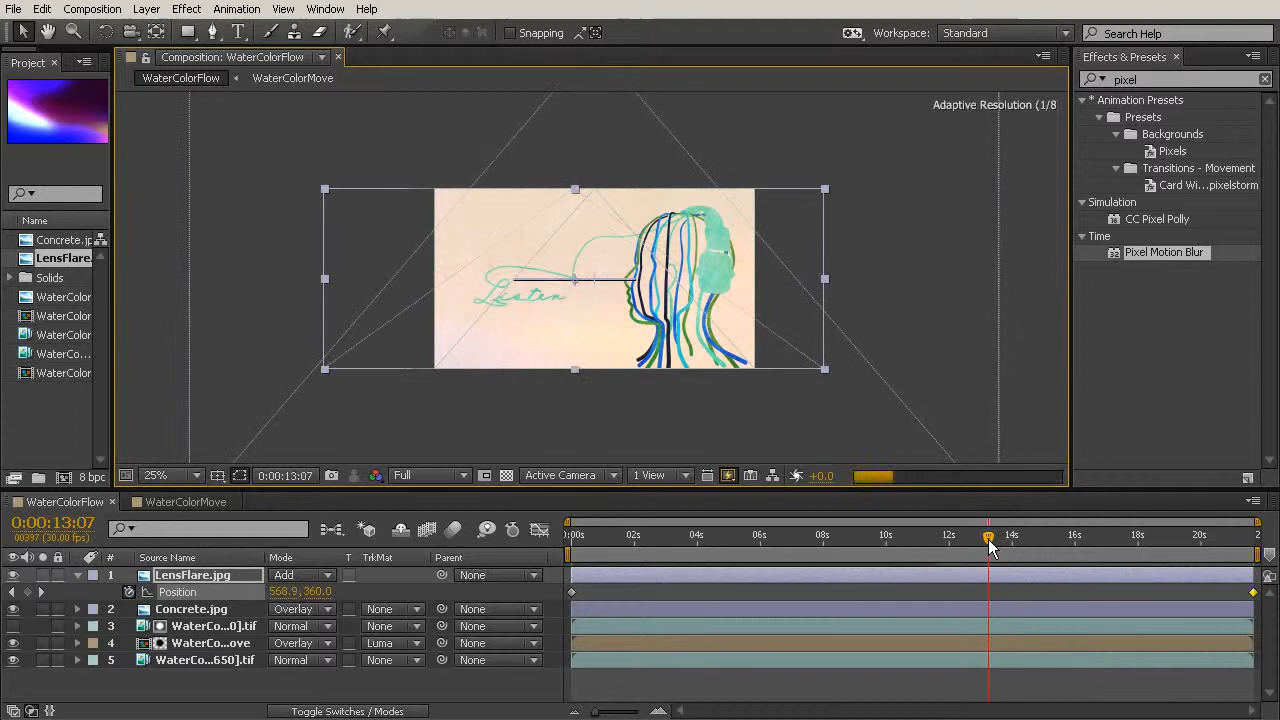 File Edit Composition Layer Effect Animation View Window Help
Snapping Workspace: Standard Search Help
Project Composition: WaterColorFlow Effects & Presets
WaterColorFlow WaterColorMove pixel
Adaptive Resolution (1/8
* Animation Presets
Presets
Backgrounds
Pixels
Transitions - Movement
Card Wi...pixelstorm
Simulation
CC Pixel Polly
Time
32 Pixel Motion Blur
Name
Concrete.jp
LensFlare.
Solids
WaterColor
WaterColor
WaterColor
WaterCo...
WaterColor
Listen
8 bpc 25% 0:00:13:07 Full Active Camera 1 View +0.0
WaterColorFlow WaterColorMove
0:00:13:07
00397 (30.00 fps)
:00s 02s 04s 06s 08s 10s 12s 14s 16s 18s 20s 2
# Source Name Mode T TrkMat Parent
1 LensFlare.jpg Add None
Position 568.9, 360.0
2 Concrete.jpg Overlay None None
3 WaterCo...0].tif Normal None None
4 WaterCo...ove Overlay Luma None
5 WaterCo...650].tif Normal None None
Toggle Switches / Modes